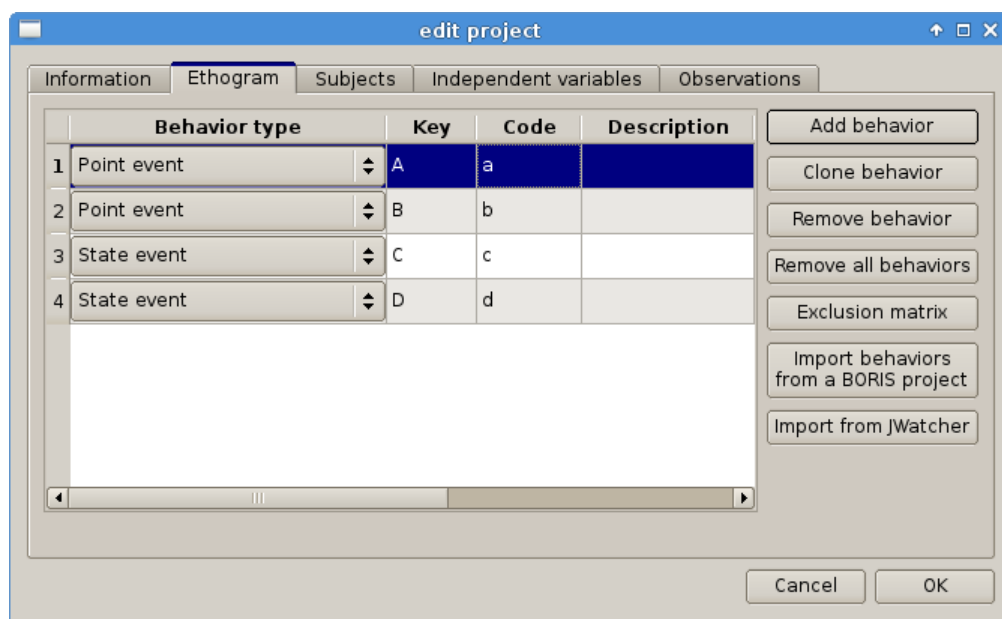 edit project
Information Ethogram Subjects Independent variables Observations
Behavior type Key Code Description
1 Point event A a
2 Point event B b
3 State event C c
4 State event D d
Add behavior
Clone behavior
Remove behavior
Remove all behaviors
Exclusion matrix
Import behaviors
from a BORIS project
Import from JWatcher
Cancel OK